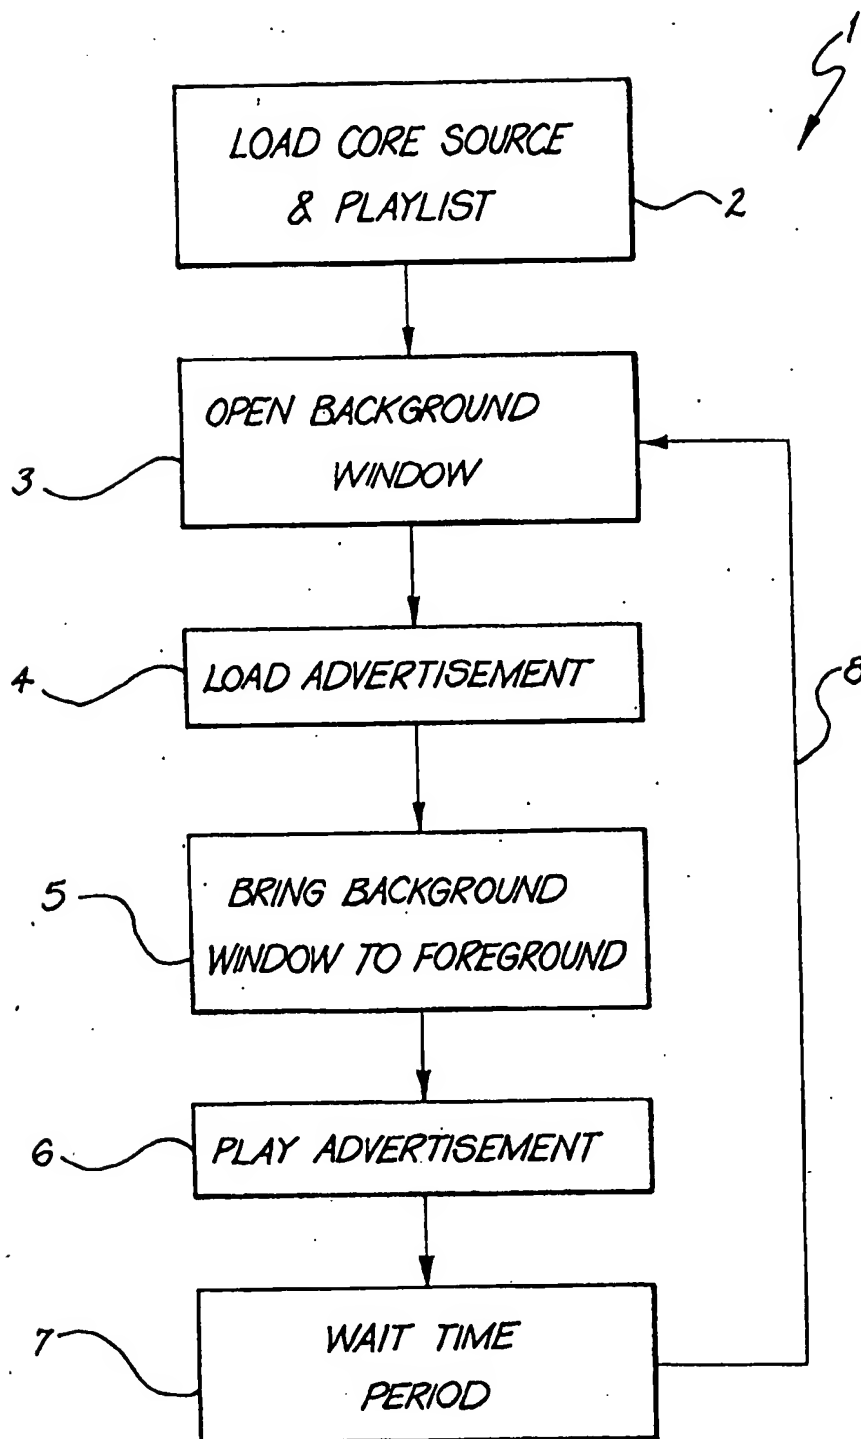 1
LOAD CORE SOURCE
& PLAYLIST
2
OPEN BACKGROUND
WINDOW
3
LOAD ADVERTISEMENT
4
8
BRING BACKGROUND
WINDOW TO FOREGROUND
5
PLAY ADVERTISEMENT
6
WAIT TIME
PERIOD
7